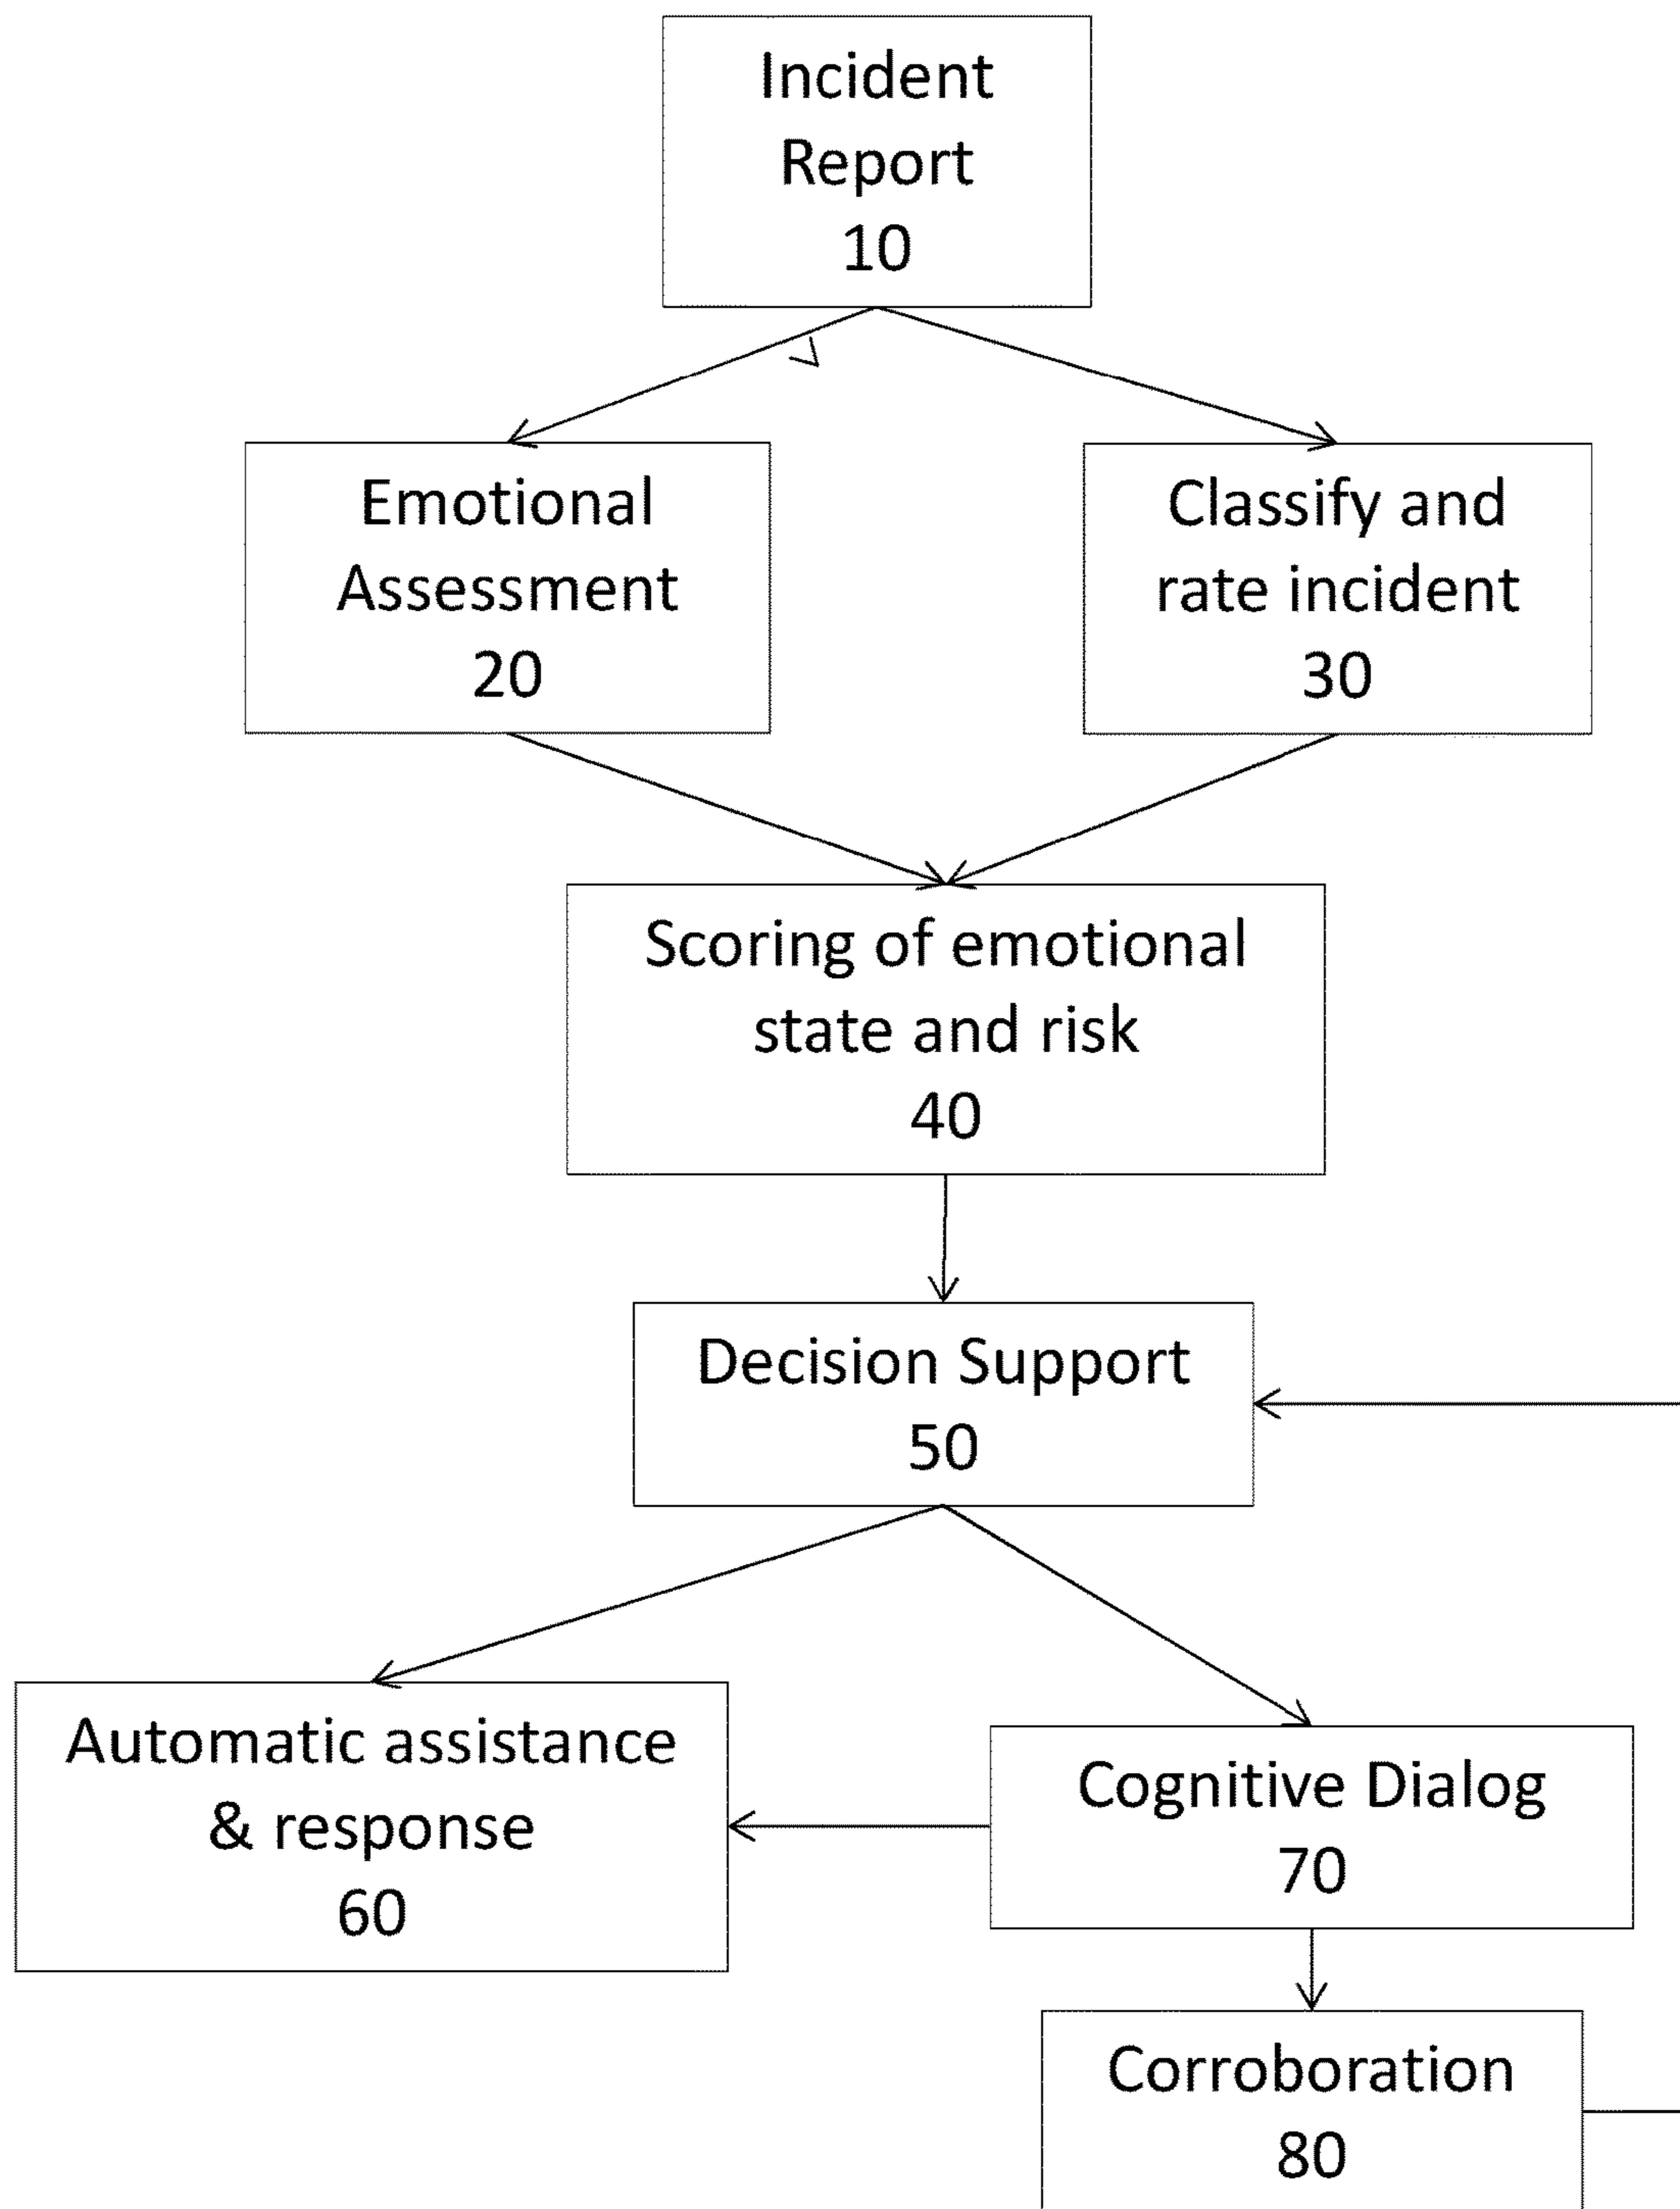 Incident
Report
10
Emotional
Assessment
20
Classify and
rate incident
30
Scoring of emotional
state and risk
40
Decision Support
50
Automatic assistance
& response
60
Cognitive Dialog
70
Corroboration
80